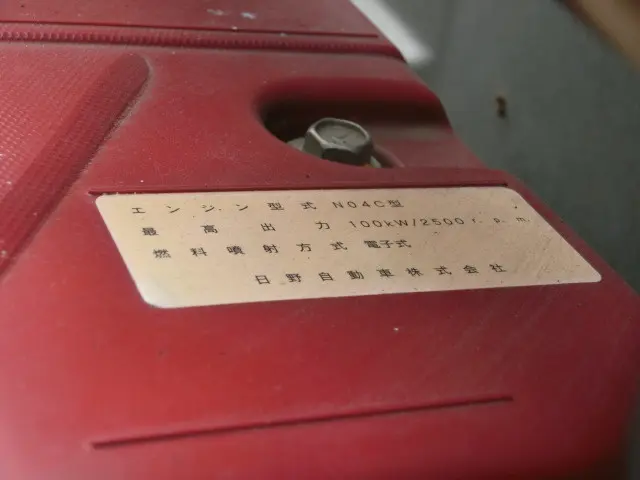 エンジン型式 N04C型
最高出力 100kW/2500r.p.m.
燃料噴射方式 電子式
日野自動車株式会社